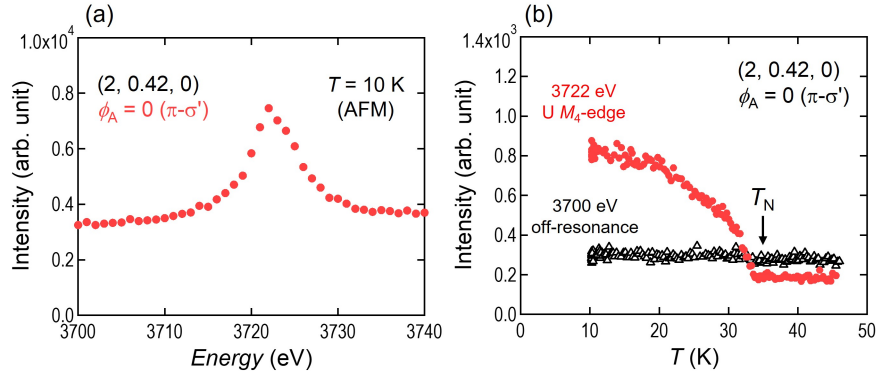 (a)
1.0×10⁴
0.8
0.6
0.4
0.2
0.0
Intensity (arb. unit)
(2, 0.42, 0)
ϕA = 0 (π-σ')
T = 10 K
(AFM)
3700
3710
3720
3730
3740
Energy (eV)
(b)
1.4×10³
1.2
1.0
0.8
0.6
0.4
0.2
0.0
Intensity (arb. unit)
(2, 0.42, 0)
ϕA = 0 (π-σ')
3722 eV
U M₄-edge
3700 eV
off-resonance
TN
0
10
20
30
40
50
T (K)